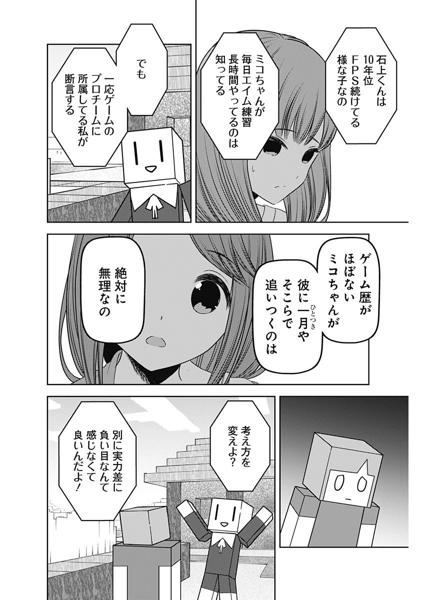 石上くんは
10年位
FPS続けてる
様な子なの
ミコちゃんが
毎日エイム練習
長時間やってるのは
知ってる
でも
一応ゲームの
プロチームに
所属してる私が
断言する
ゲーム歴が
ほぼない
ミコちゃんが
彼に一月や
ひとつき
そこらで
追いつくのは
絶対に
無理なの
考え方を
変えよ？
別に実力差に
負い目なんて
感じなくて
良いんだよ！